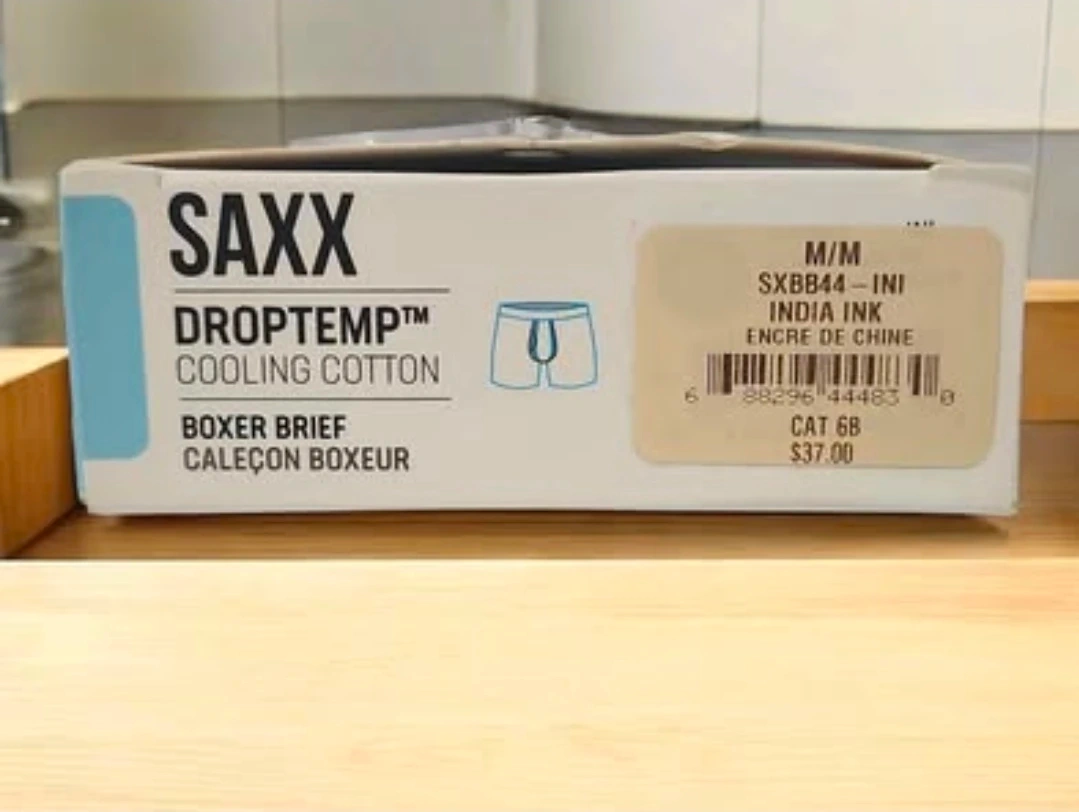 SAXX
DROPTEMP™
COOLING COTTON
BOXER BRIEF
CALEÇON BOXEUR
M/M
SXBB44-INI
INDIA INK
ENCRE DE CHINE
6 88296 44483 0
CAT 6B
$37.00